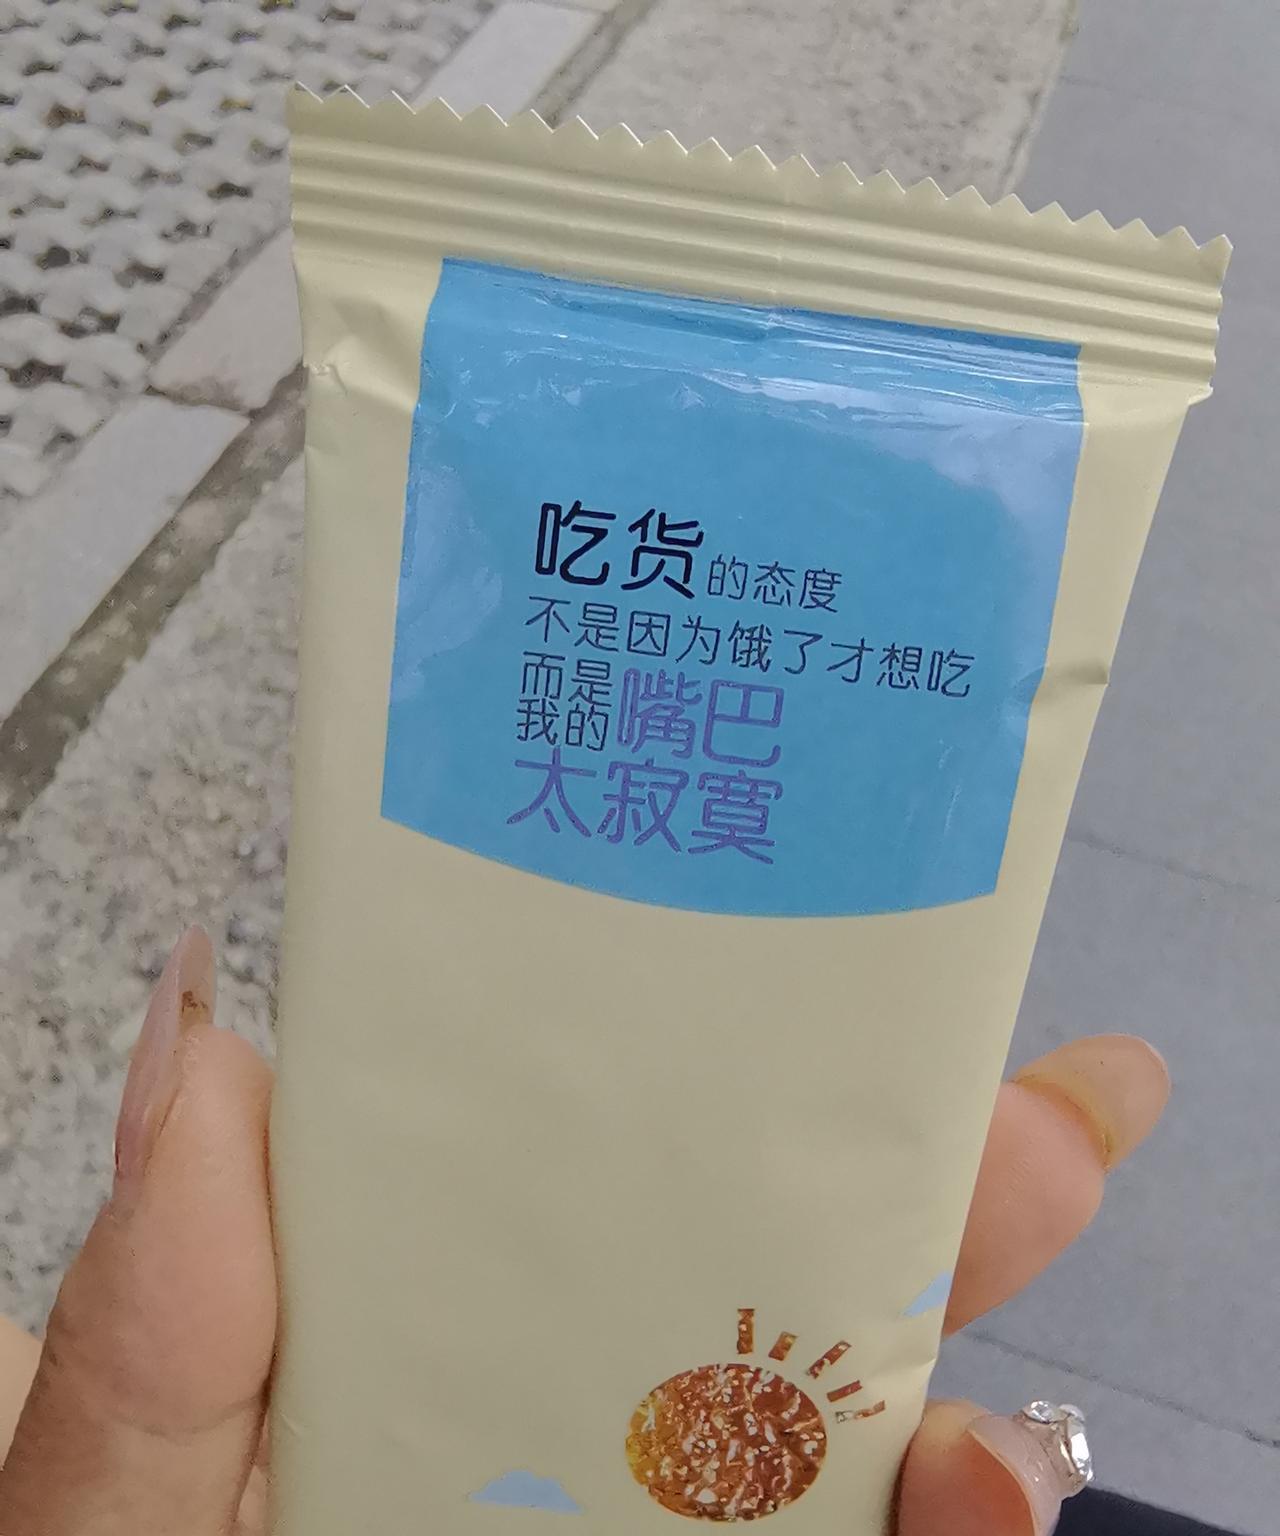 吃货的态度
不是因为饿了才想吃
而是
我的嘴巴
太寂寞